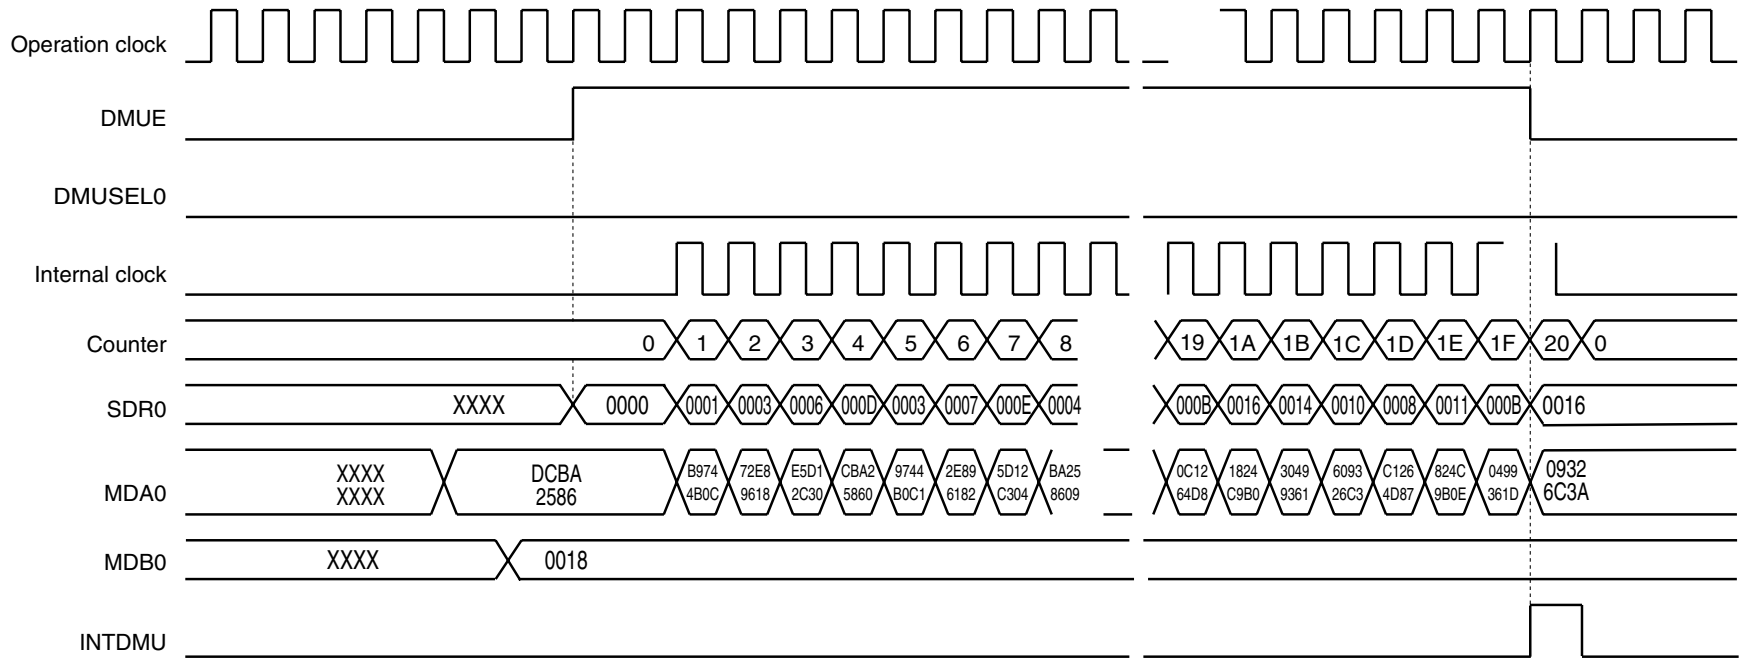 Operation clock
DMUE
DMUSEL0
Internal clock
Counter 0 1 2 3 4 5 6 7 8 19 1A 1B 1C 1D 1E 1F 20 0
SDR0 XXXX 0000 0001 0003 0006 000D 0003 0007 000E 0004 000B 0016 0014 0010 0008 0011 000B 0016
XXXX DCBA B974 72E8 E5D1 CBA2 9744 2E89 5D12 BA25 0C12 1824 3049 6093 C126 824C 0499 0932
MDA0 XXXX 2586 4B0C 9618 2C30 5860 B0C1 6182 C304 8609 64D8 C9B0 9361 26C3 4D87 9B0E 361D 6C3A
MDB0 XXXX 0018
INTDMU